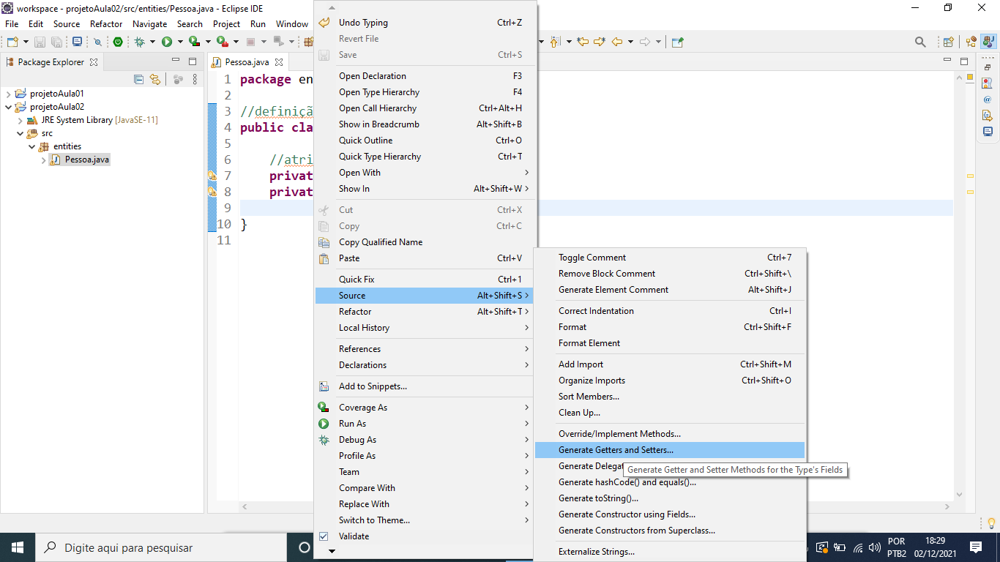 workspace - projetoAula02/src/entities/Pessoa.java - Eclipse IDE
File Edit Source Refactor Navigate Search Project Run Window
Package Explorer
projetoAula01
projetoAula02
JRE System Library [JavaSE-11]
src
entities
Pessoa.java
Pessoa.java
1 package en
2
3 //definiçã
4 public cla
5
6 //atri
7 privat
8 privat
9
10 }
11
Undo Typing Ctrl+Z
Revert File
Save Ctrl+S
Open Declaration F3
Open Type Hierarchy F4
Open Call Hierarchy Ctrl+Alt+H
Show in Breadcrumb Alt+Shift+B
Quick Outline Ctrl+O
Quick Type Hierarchy Ctrl+T
Open With
Show In Alt+Shift+W
Cut Ctrl+X
Copy Ctrl+C
Copy Qualified Name
Paste Ctrl+V
Quick Fix Ctrl+1
Source Alt+Shift+S
Refactor Alt+Shift+T
Local History
References
Declarations
Add to Snippets...
Coverage As
Run As
Debug As
Profile As
Team
Compare With
Replace With
Switch to Theme...
Validate
Toggle Comment Ctrl+7
Remove Block Comment Ctrl+Shift+\
Generate Element Comment Alt+Shift+J
Correct Indentation Ctrl+I
Format Ctrl+Shift+F
Format Element
Add Import Ctrl+Shift+M
Organize Imports Ctrl+Shift+O
Sort Members...
Clean Up...
Override/Implement Methods...
Generate Getters and Setters...
Generate Delegat
Generate Getter and Setter Methods for the Type's Fields
Generate hashCode() and equals()...
Generate toString()...
Generate Constructor using Fields...
Generate Constructors from Superclass...
Externalize Strings...
Digite aqui para pesquisar
POR
PTB2
18:29
02/12/2021